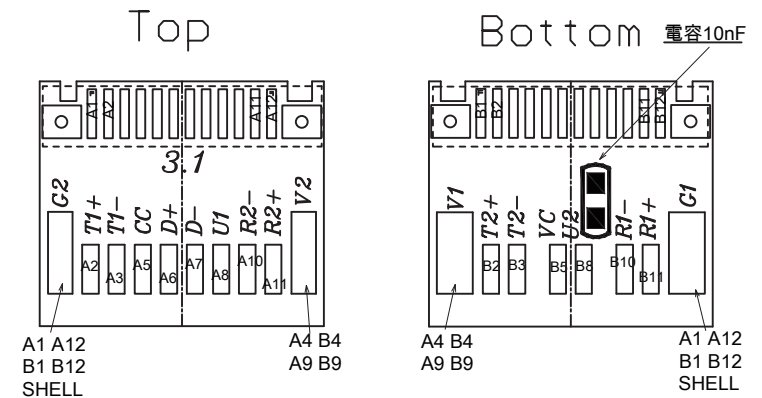 Top
Bottom
電容10nF
A1 A2 A11 A12
B1 B2 B11 B12
3.1
G2 T1+ T1- CC D+ D- U1 R2- R2+ V2
V1 T2+ T2- VC U2 R1- R1+ G1
A2 A3 A5 A6 A7 A8 A10 A11
B2 B3 B5 B8 B10 B11
A1 A12
B1 B12
SHELL
A4 B4
A9 B9
A4 B4
A9 B9
A1 A12
B1 B12
SHELL